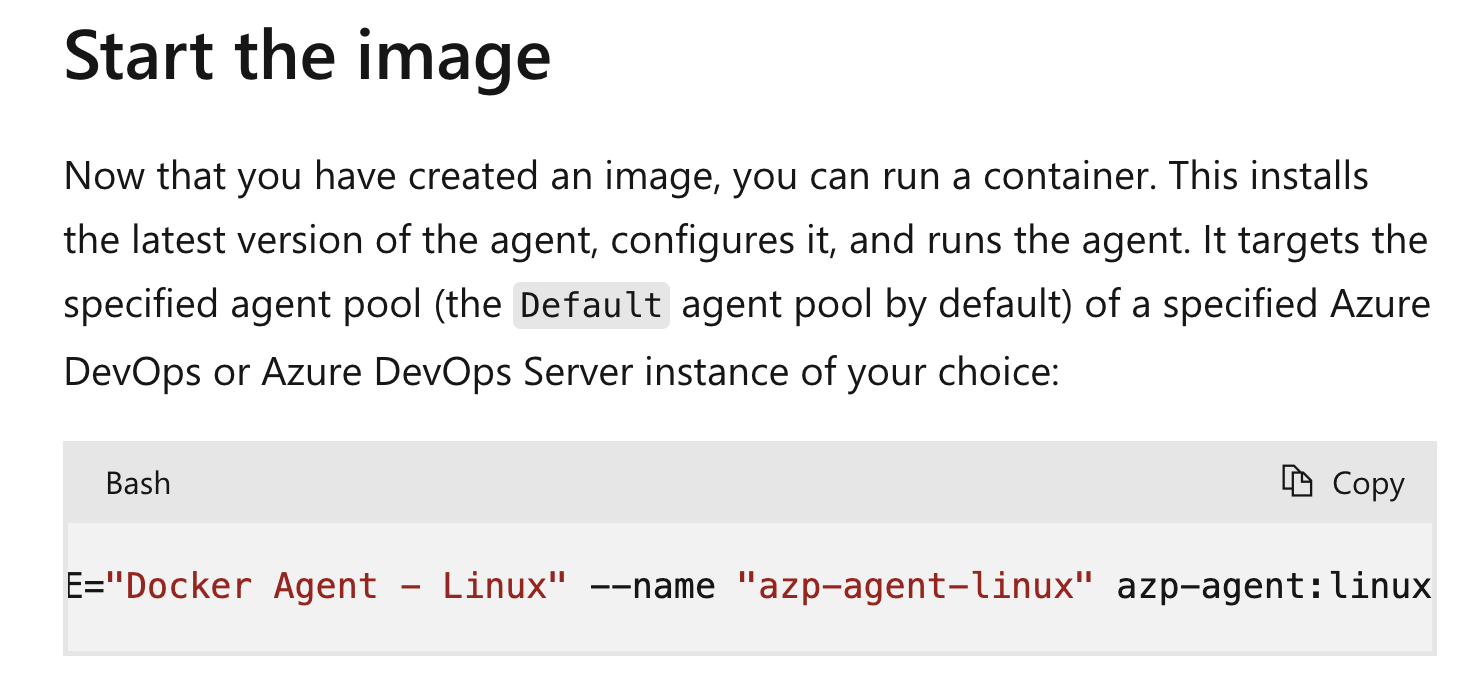 Start the image
Now that you have created an image, you can run a container. This installs
the latest version of the agent, configures it, and runs the agent. It targets the
specified agent pool (the Default agent pool by default) of a specified Azure
DevOps or Azure DevOps Server instance of your choice:
Bash Copy
E="Docker Agent - Linux" --name "azp-agent-linux" azp-agent:linux